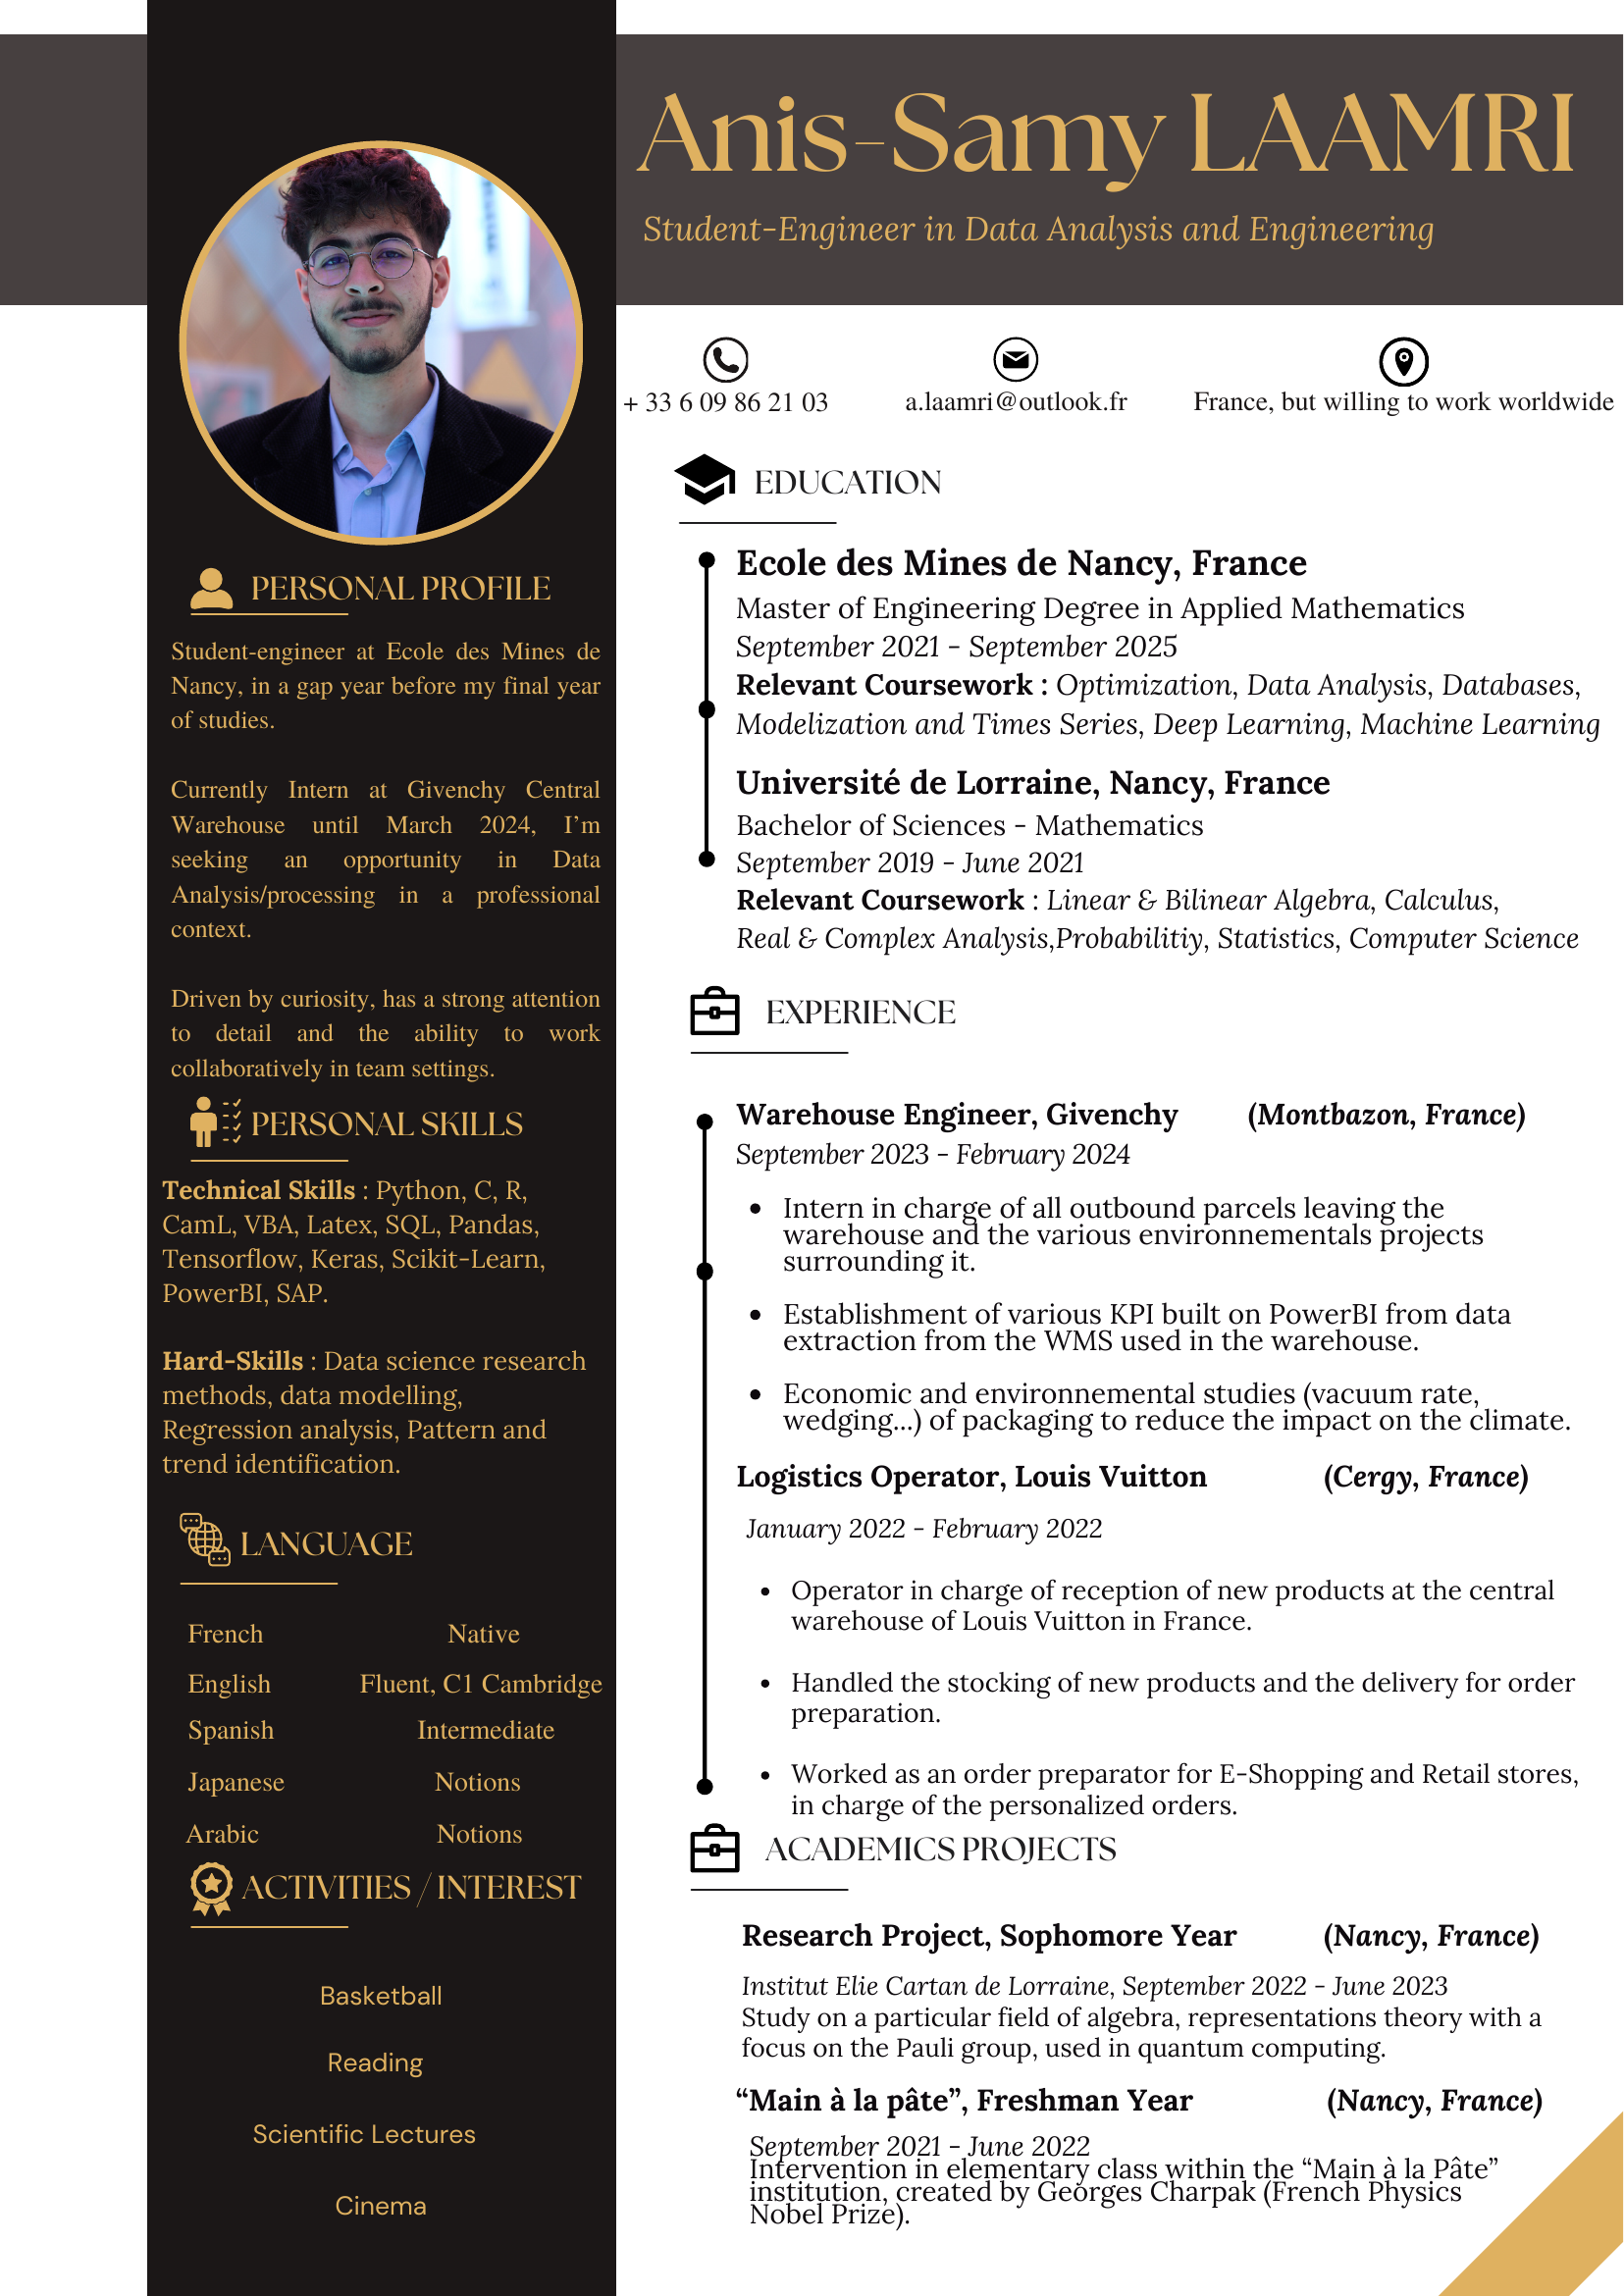 Anis-Samy LAAMRI
Student-Engineer in Data Analysis and Engineering
+ 33 6 09 86 21 03
a.laamri@outlook.fr
France, but willing to work worldwide
PERSONAL PROFILE
Student-engineer at Ecole des Mines de
Nancy, in a gap year before my final year
of studies.
Currently Intern at Givenchy Central
Warehouse until March 2024, I'm
seeking an opportunity in Data
Analysis/processing in a professional
context.
Driven by curiosity, has a strong attention
to detail and the ability to work
collaboratively in team settings.
PERSONAL SKILLS
Technical Skills : Python, C, R,
CamL, VBA, Latex, SQL, Pandas,
Tensorflow, Keras, Scikit-Learn,
PowerBI, SAP.
Hard-Skills : Data science research
methods, data modelling,
Regression analysis, Pattern and
trend identification.
LANGUAGE
French Native
English Fluent, C1 Cambridge
Spanish Intermediate
Japanese Notions
Arabic Notions
ACTIVITIES / INTEREST
Basketball
Reading
Scientific Lectures
Cinema
EDUCATION
Ecole des Mines de Nancy, France
Master of Engineering Degree in Applied Mathematics
September 2021 - September 2025
Relevant Coursework : Optimization, Data Analysis, Databases,
Modelization and Times Series, Deep Learning, Machine Learning
Université de Lorraine, Nancy, France
Bachelor of Sciences - Mathematics
September 2019 - June 2021
Relevant Coursework : Linear & Bilinear Algebra, Calculus,
Real & Complex Analysis,Probabilitiy, Statistics, Computer Science
EXPERIENCE
Warehouse Engineer, Givenchy (Montbazon, France)
September 2023 - February 2024
• Intern in charge of all outbound parcels leaving the
warehouse and the various environnementals projects
surrounding it.
• Establishment of various KPI built on PowerBI from data
extraction from the WMS used in the warehouse.
• Economic and environnemental studies (vacuum rate,
wedging...) of packaging to reduce the impact on the climate.
Logistics Operator, Louis Vuitton (Cergy, France)
January 2022 - February 2022
• Operator in charge of reception of new products at the central
warehouse of Louis Vuitton in France.
• Handled the stocking of new products and the delivery for order
preparation.
• Worked as an order preparator for E-Shopping and Retail stores,
in charge of the personalized orders.
ACADEMICS PROJECTS
Research Project, Sophomore Year (Nancy, France)
Institut Elie Cartan de Lorraine, September 2022 - June 2023
Study on a particular field of algebra, representations theory with a
focus on the Pauli group, used in quantum computing.
“Main à la pâte”, Freshman Year (Nancy, France)
September 2021 - June 2022
Intervention in elementary class within the “Main à la Pâte”
institution, created by Georges Charpak (French Physics
Nobel Prize).